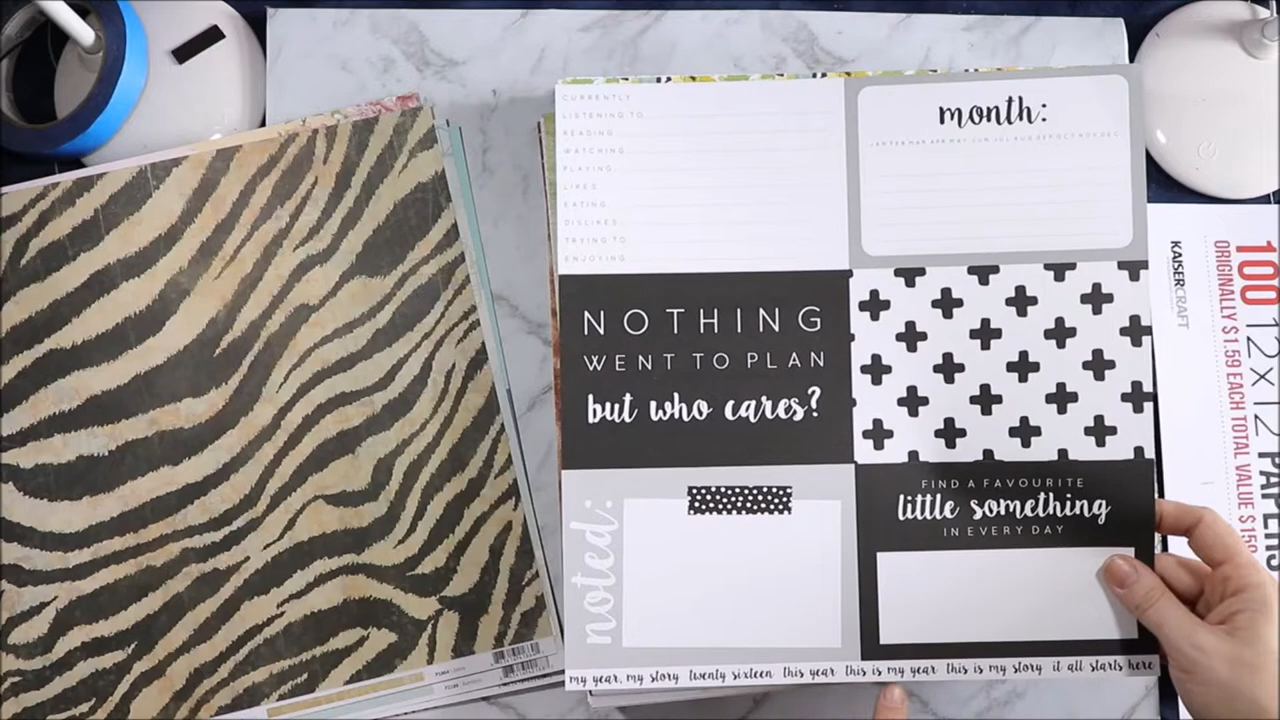 CURRENTLY
LISTENING TO
READING
WATCHING
PLAYING
LIKES
EATING
DISLIKES
TRYING TO
ENJOYING
month:
JAN FEB MAR APR MAY JUN JUL AUG SEP OCT NOV DEC
NOTHING
WENT TO PLAN
but who cares?
noted:
FIND A FAVOURITE
little something
IN EVERY DAY
my year, my story twenty sixteen this year this is my year this is my story it all starts here
KAISERCRAFT
100 12x12 PAPERS
ORIGINALLY $1.59 EACH TOTAL VALUE $159